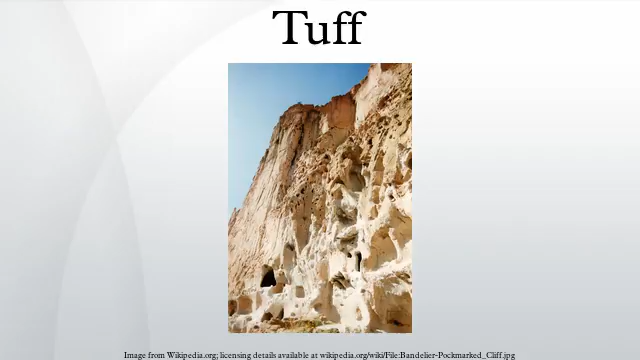 Tuff
Image from Wikipedia.org; licensing details available at wikipedia.org/wiki/File:Bandelier-Pockmarked_Cliff.jpg